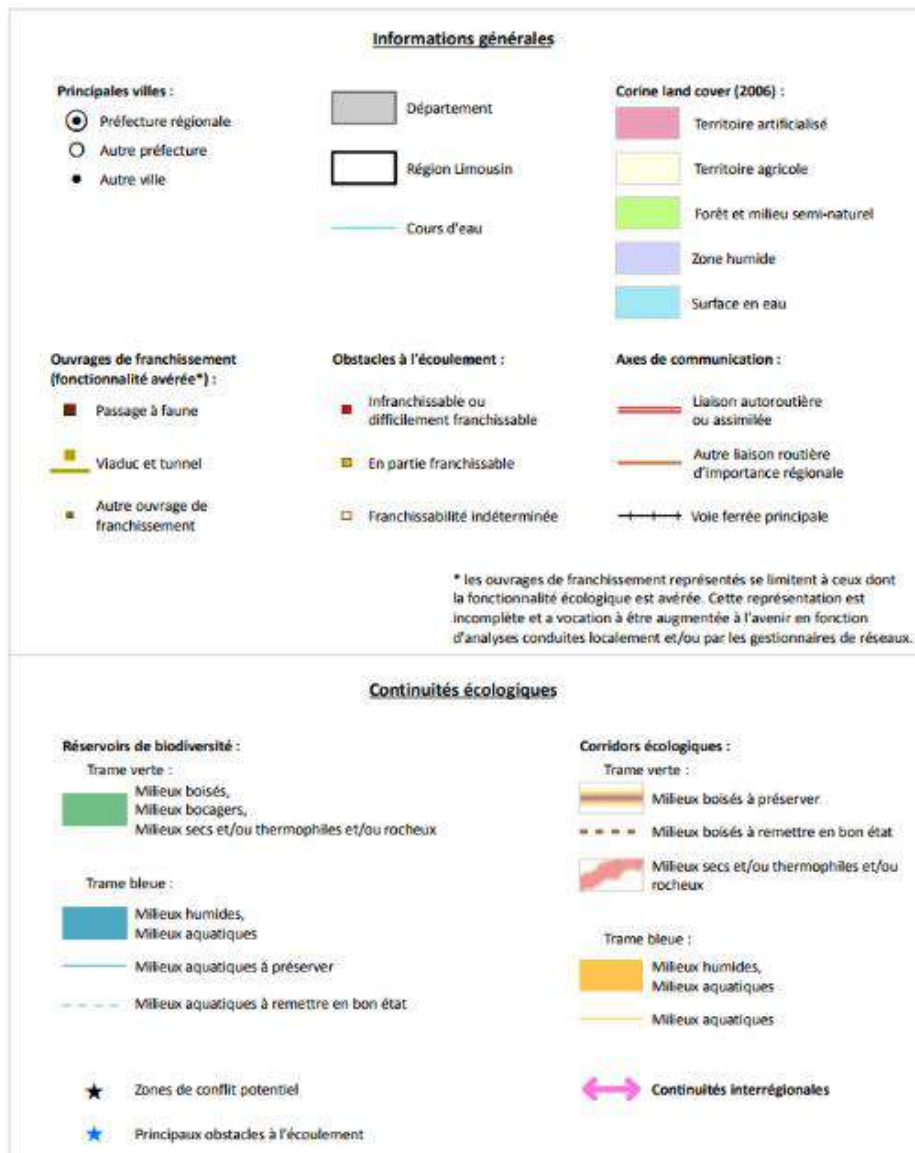 Informations générales
Principales villes :
Préfecture régionale
Autre préfecture
Autre ville
Département
Région Limousin
Cours d'eau
Corine land cover (2006) :
Territoire artificialisé
Territoire agricole
Forêt et milieu semi-naturel
Zone humide
Surface en eau
Ouvrages de franchissement
(fonctionnalité avérée*) :
Passage à faune
Viaduc et tunnel
Autre ouvrage de
franchissement
Obstacles à l'écoulement :
Infranchissable ou
difficilement franchissable
En partie franchissable
Franchissabilité indéterminée
Axes de communication :
Liaison autoroutière
ou assimilée
Autre liaison routière
d'importance régionale
Voie ferrée principale
* les ouvrages de franchissement représentés se limitent à ceux dont
la fonctionnalité écologique est avérée. Cette représentation est
incomplète et a vocation à être augmentée à l'avenir en fonction
d'analyses conduites localement et/ou par les gestionnaires de réseaux.
Continuités écologiques
Réservoirs de biodiversité :
Trame verte :
Milieux boisés,
Milieux bocagers,
Milieux secs et/ou thermophiles et/ou rocheux
Trame bleue :
Milieux humides,
Milieux aquatiques
Milieux aquatiques à préserver
Milieux aquatiques à remettre en bon état
Zones de conflit potentiel
Principaux obstacles à l'écoulement
Corridors écologiques :
Trame verte :
Milieux boisés à préserver
Milieux boisés à remettre en bon état
Milieux secs et/ou thermophiles et/ou
rocheux
Trame bleue :
Milieux humides,
Milieux aquatiques
Milieux aquatiques
Continuités interrégionales